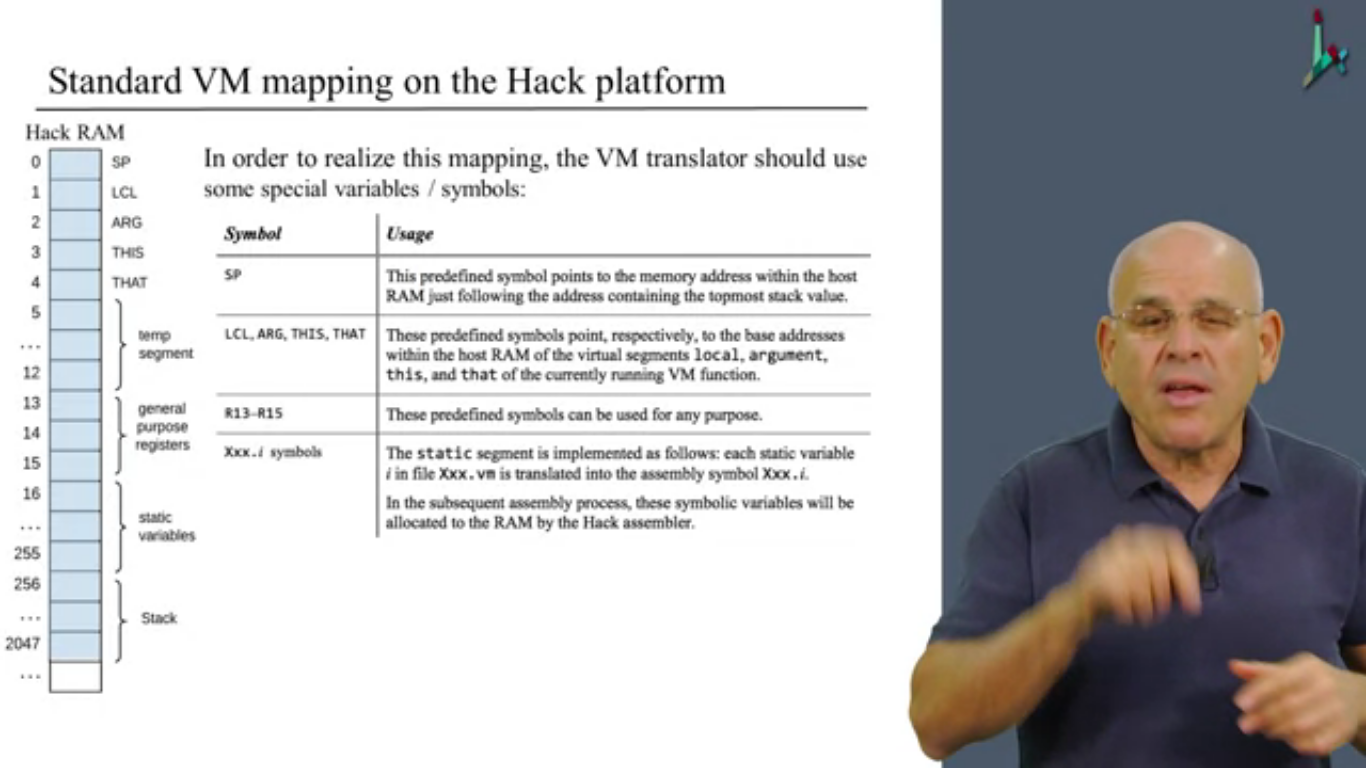 Standard VM mapping on the Hack platform
Hack RAM
0 SP
1 LCL
2 ARG
3 THIS
4 THAT
5
...
12
temp
segment
13
14
15
general
purpose
registers
16
...
255
static
variables
256
...
2047
Stack
...
In order to realize this mapping, the VM translator should use
some special variables / symbols:
Symbol Usage
SP This predefined symbol points to the memory address within the host
RAM just following the address containing the topmost stack value.
LCL, ARG, THIS, THAT These predefined symbols point, respectively, to the base addresses
within the host RAM of the virtual segments local, argument,
this, and that of the currently running VM function.
R13–R15 These predefined symbols can be used for any purpose.
Xxx.i symbols The static segment is implemented as follows: each static variable
i in file Xxx.vm is translated into the assembly symbol Xxx.i.
In the subsequent assembly process, these symbolic variables will be
allocated to the RAM by the Hack assembler.